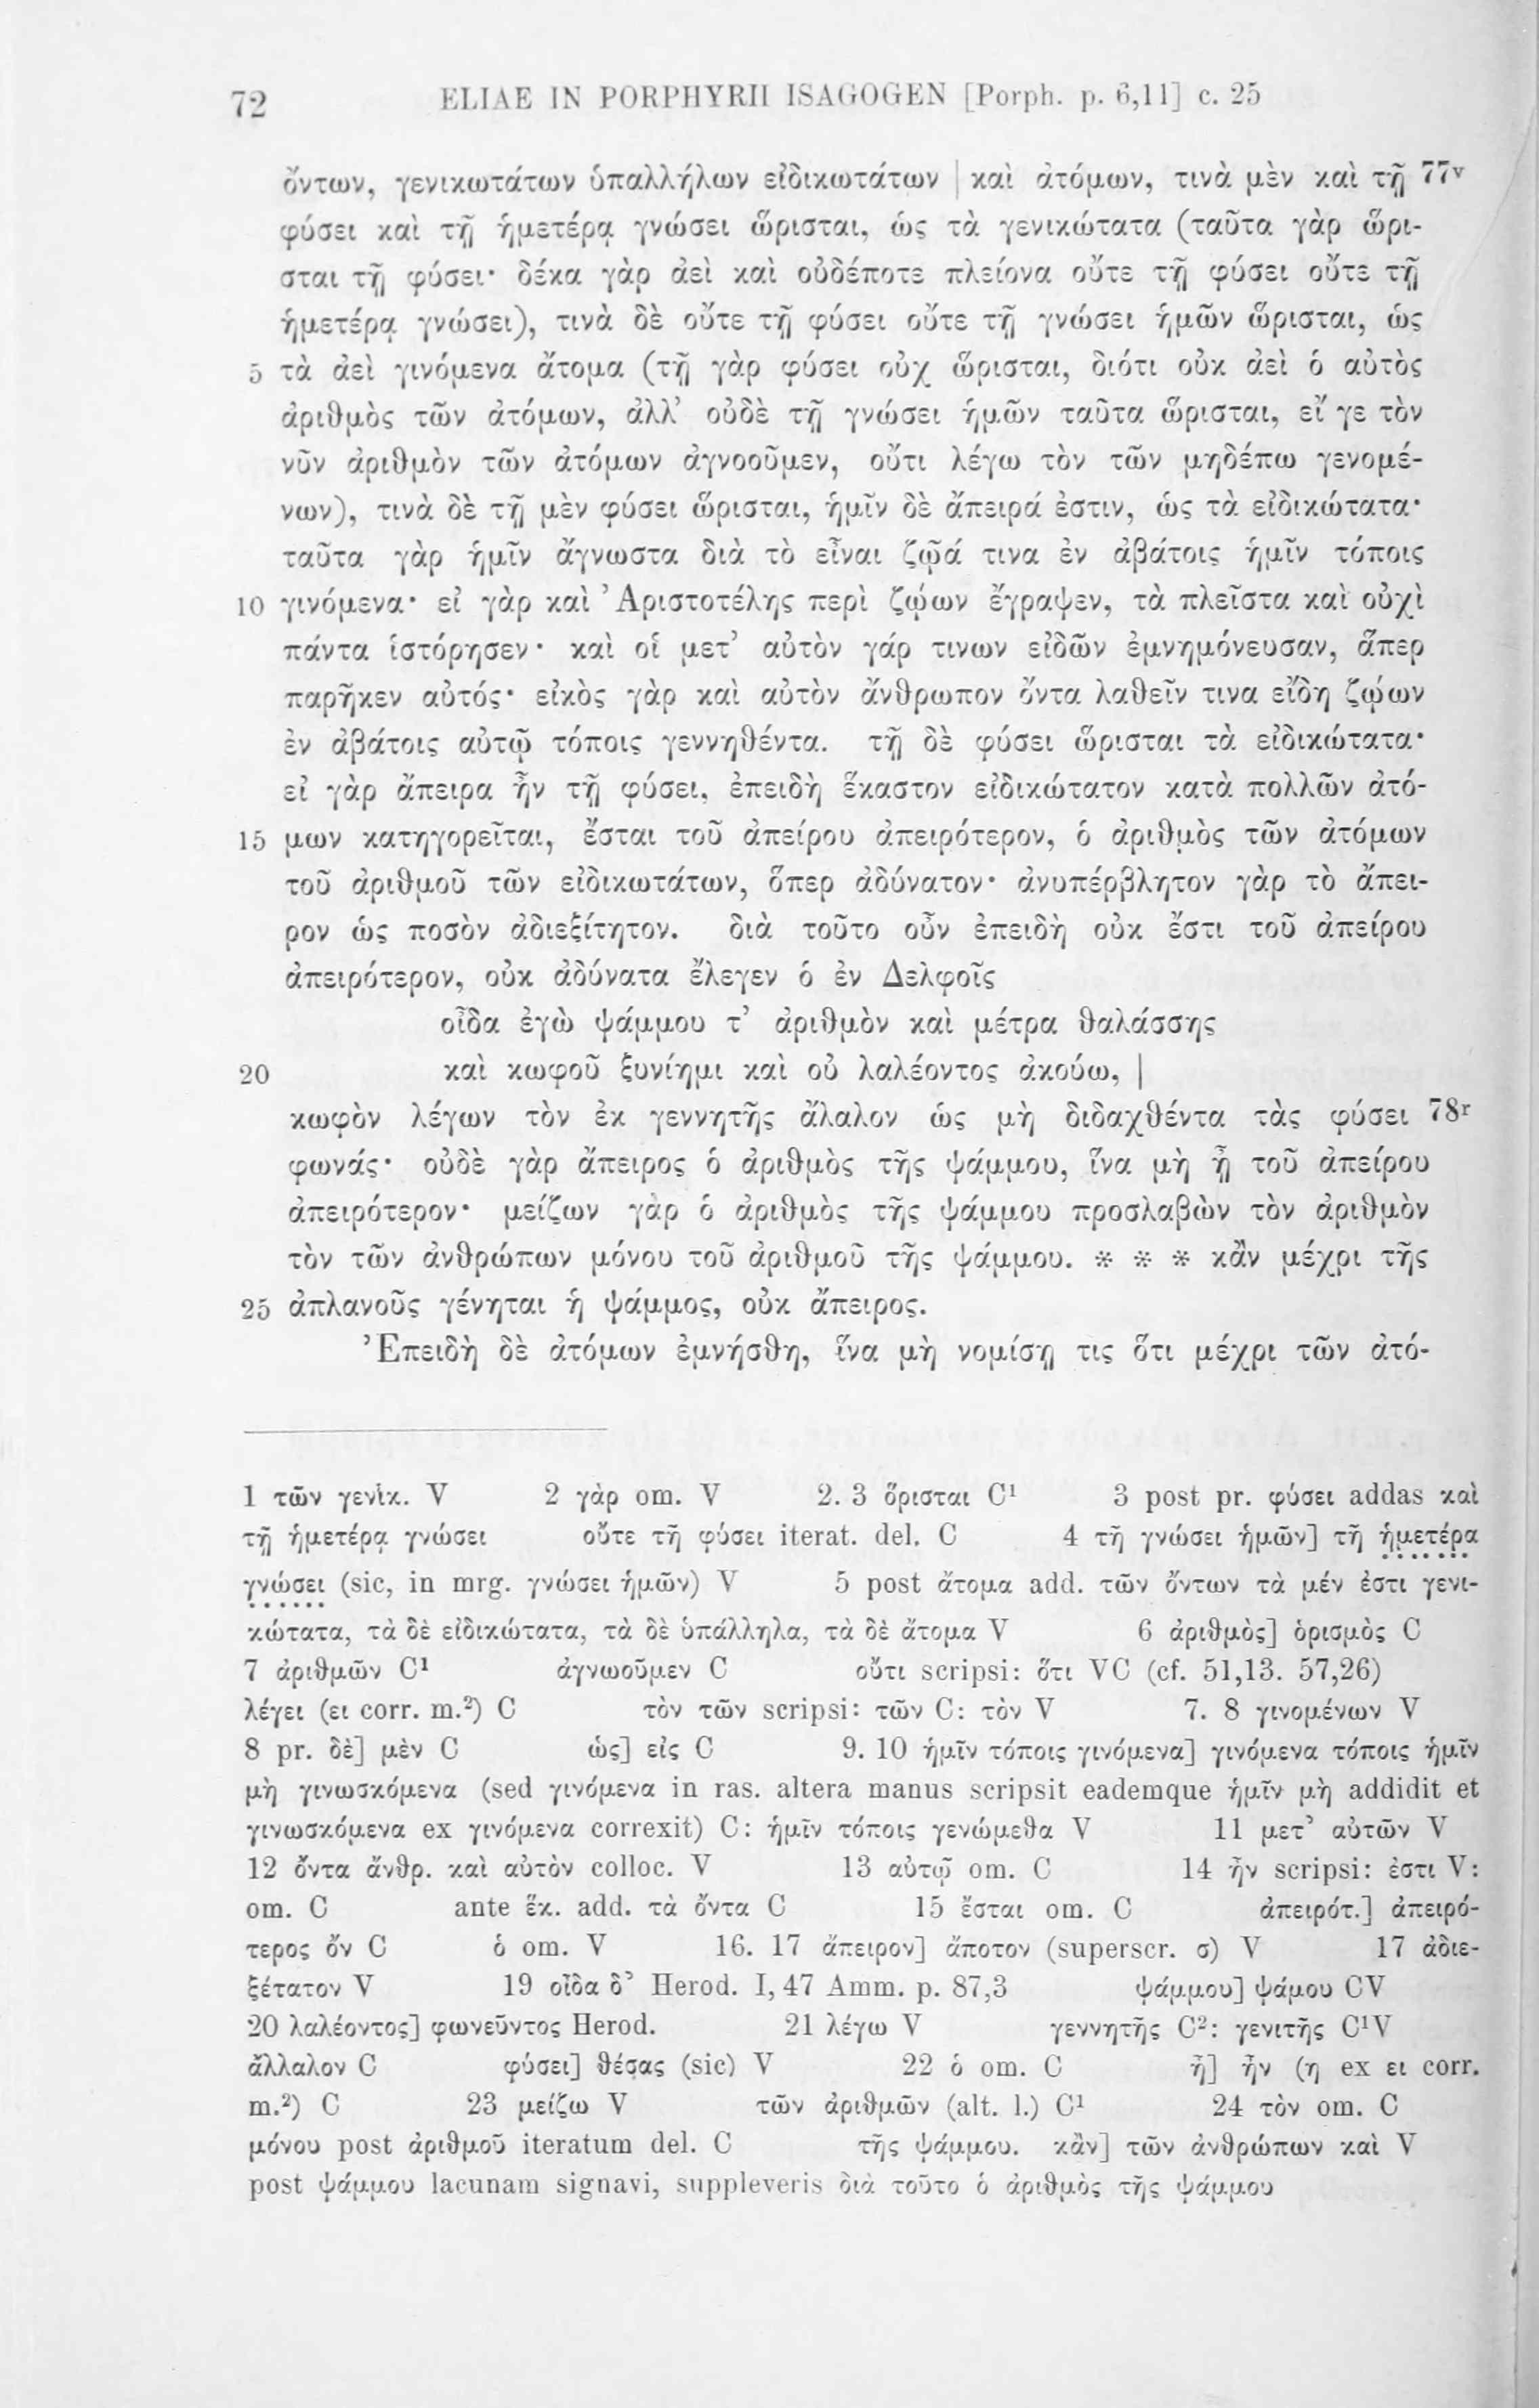 72 ELIAE IN PORPHYRII ISAGOGEN [Porph. p. 6,11] c. 25
ὄντων, γενικωτάτων ὑπαλλήλων εἰδικωτάτων | καὶ ἀτόμων, τινὰ μὲν καὶ τῇ 77v
φύσει καὶ τῇ ἡμετέρᾳ γνώσει ὥρισται, ὡς τὰ γενικώτατα (ταῦτα γὰρ ὥρι-
σται τῇ φύσει· δέκα γὰρ ἀεὶ καὶ οὐδέποτε πλείονα οὔτε τῇ φύσει οὔτε τῇ
ἡμετέρᾳ γνώσει), τινὰ δὲ οὔτε τῇ φύσει οὔτε τῇ γνώσει ἡμῶν ὥρισται, ὡς
5 τὰ ἀεὶ γινόμενα ἄτομα (τῇ γὰρ φύσει οὐχ ὥρισται, διότι οὐκ ἀεὶ ὁ αὐτὸς
ἀριθμὸς τῶν ἀτόμων, ἀλλ’ οὐδὲ τῇ γνώσει ἡμῶν ταῦτα ὥρισται, εἴ γε τὸν
νῦν ἀριθμὸν τῶν ἀτόμων ἀγνοοῦμεν, οὔτι λέγω τὸν τῶν μηδέπω γενομέ-
νων), τινὰ δὲ τῇ μὲν φύσει ὥρισται, ἡμῖν δὲ ἄπειρά ἐστιν, ὡς τὰ εἰδικώτατα·
ταῦτα γὰρ ἡμῖν ἄγνωστα διὰ τὸ εἶναι ζῷά τινα ἐν ἀβάτοις ἡμῖν τόποις
10 γινόμενα· εἰ γὰρ καὶ Ἀριστοτέλης περὶ ζῴων ἔγραψεν, τὰ πλεῖστα καὶ οὐχὶ
πάντα ἱστόρησεν· καὶ οἱ μετ’ αὐτὸν γάρ τινων εἰδῶν ἐμνημόνευσαν, ἅπερ
παρῆκεν αὐτός· εἰκὸς γὰρ καὶ αὐτὸν ἄνθρωπον ὄντα λαθεῖν τινα εἴδη ζῴων
ἐν ἀβάτοις αὐτῷ τόποις γεννηθέντα. τῇ δὲ φύσει ὥρισται τὰ εἰδικώτατα·
εἰ γὰρ ἄπειρα ἦν τῇ φύσει, ἐπειδὴ ἕκαστον εἰδικώτατον κατὰ πολλῶν ἀτό-
15 μων κατηγορεῖται, ἔσται τοῦ ἀπείρου ἀπειρότερον, ὁ ἀριθμὸς τῶν ἀτόμων
τοῦ ἀριθμοῦ τῶν εἰδικωτάτων, ὅπερ ἀδύνατον· ἀνυπέρβλητον γὰρ τὸ ἄπει-
ρον ὡς ποσὸν ἀδιεξίτητον. διὰ τοῦτο οὖν ἐπειδὴ οὐκ ἔστι τοῦ ἀπείρου
ἀπειρότερον, οὐκ ἀδύνατα ἔλεγεν ὁ ἐν Δελφοῖς
οἶδα ἐγὼ ψάμμου τ’ ἀριθμὸν καὶ μέτρα θαλάσσης
20 καὶ κωφοῦ ξυνίημι καὶ οὐ λαλέοντος ἀκούω, |
κωφὸν λέγων τὸν ἐκ γεννητῆς ἄλαλον ὡς μὴ διδαχθέντα τὰς φύσει 78r
φωνάς· οὐδὲ γὰρ ἄπειρος ὁ ἀριθμὸς τῆς ψάμμου, ἵνα μὴ ᾖ τοῦ ἀπείρου
ἀπειρότερον· μείζων γὰρ ὁ ἀριθμὸς τῆς ψάμμου προσλαβὼν τὸν ἀριθμὸν
τὸν τῶν ἀνθρώπων μόνου τοῦ ἀριθμοῦ τῆς ψάμμου. * * * κἂν μέχρι τῆς
25 ἀπλανοῦς γένηται ἡ ψάμμος, οὐκ ἄπειρος.
Ἐπειδὴ δὲ ἀτόμων ἐμνήσθη, ἵνα μὴ νομίσῃ τις ὅτι μέχρι τῶν ἀτό-
1 τῶν γενικ. V 2 γὰρ om. V 2. 3 ὅρισται C¹ 3 post pr. φύσει addas καὶ
τῇ ἡμετέρᾳ γνώσει οὔτε τῇ φύσει iterat. del. C 4 τῇ γνώσει ἡμῶν] τῇ ἡμετέρα
γνώσει (sic, in mrg. γνώσει ἡμῶν) V 5 post ἄτομα add. τῶν ὄντων τὰ μέν ἐστι γενι-
κώτατα, τὰ δὲ εἰδικώτατα, τὰ δὲ ὑπάλληλα, τὰ δὲ ἄτομα V 6 ἀριθμὸς] ὁρισμὸς C
7 ἀριθμῶν C¹ ἀγνωοῦμεν C οὔτι scripsi: ὅτι VC (cf. 51,13. 57,26)
λέγει (ει corr. m.²) C τὸν τῶν scripsi: τῶν C: τὸν V 7. 8 γινομένων V
8 pr. δὲ] μὲν C ὡς] εἰς C 9. 10 ἡμῖν τόποις γινόμενα] γινόμενα τόποις ἡμῖν
μὴ γινωσκόμενα (sed γινόμενα in ras. altera manus scripsit eademque ἡμῖν μὴ addidit et
γινωσκόμενα ex γινόμενα correxit) C: ἡμῖν τόποις γενώμεθα V 11 μετ’ αὐτῶν V
12 ὄντα ἄνθρ. καὶ αὐτὸν colloc. V 13 αὐτῷ om. C 14 ἦν scripsi: ἐστι V:
om. C ante ἕκ. add. τὰ ὄντα C 15 ἔσται om. C ἀπειρότ.] ἀπειρό-
τερος ὄν C ὁ om. V 16. 17 ἄπειρον] ἄποτον (superscr. σ) V 17 ἀδιε-
ξέτατον V 19 οἶδα δ’ Herod. I, 47 Amm. p. 87,3 ψάμμου] ψάμου CV
20 λαλέοντος] φωνεῦντος Herod. 21 λέγω V γεννητῆς C²: γενιτῆς C¹V
ἄλλαλον C φύσει] θέσας (sic) V 22 ὁ om. C ᾖ] ἦν (η ex ει corr.
m.²) C 23 μείζω V τῶν ἀριθμῶν (alt. l.) C¹ 24 τὸν om. C
μόνου post ἀριθμοῦ iteratum del. C τῆς ψάμμου. κἂν] τῶν ἀνθρώπων καὶ V
post ψάμμου lacunam signavi, suppleveris διὰ τοῦτο ὁ ἀριθμὸς τῆς ψάμμου